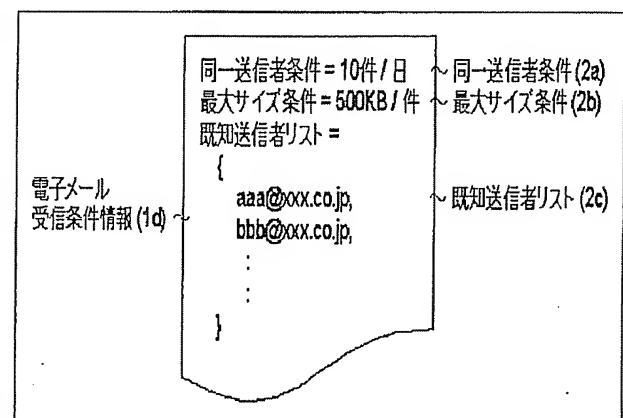 同一送信者条件 = 10件 / 日 ~ 同一送信者条件 (2a)
最大サイズ条件 = 500KB / 件 ~ 最大サイズ条件 (2b)
既知送信者リスト =
{
電子メール
受信条件情報 (1d) ~
aaa@xxx.co.jp, ~ 既知送信者リスト (2c)
bbb@xxx.co.jp,
:
:
}